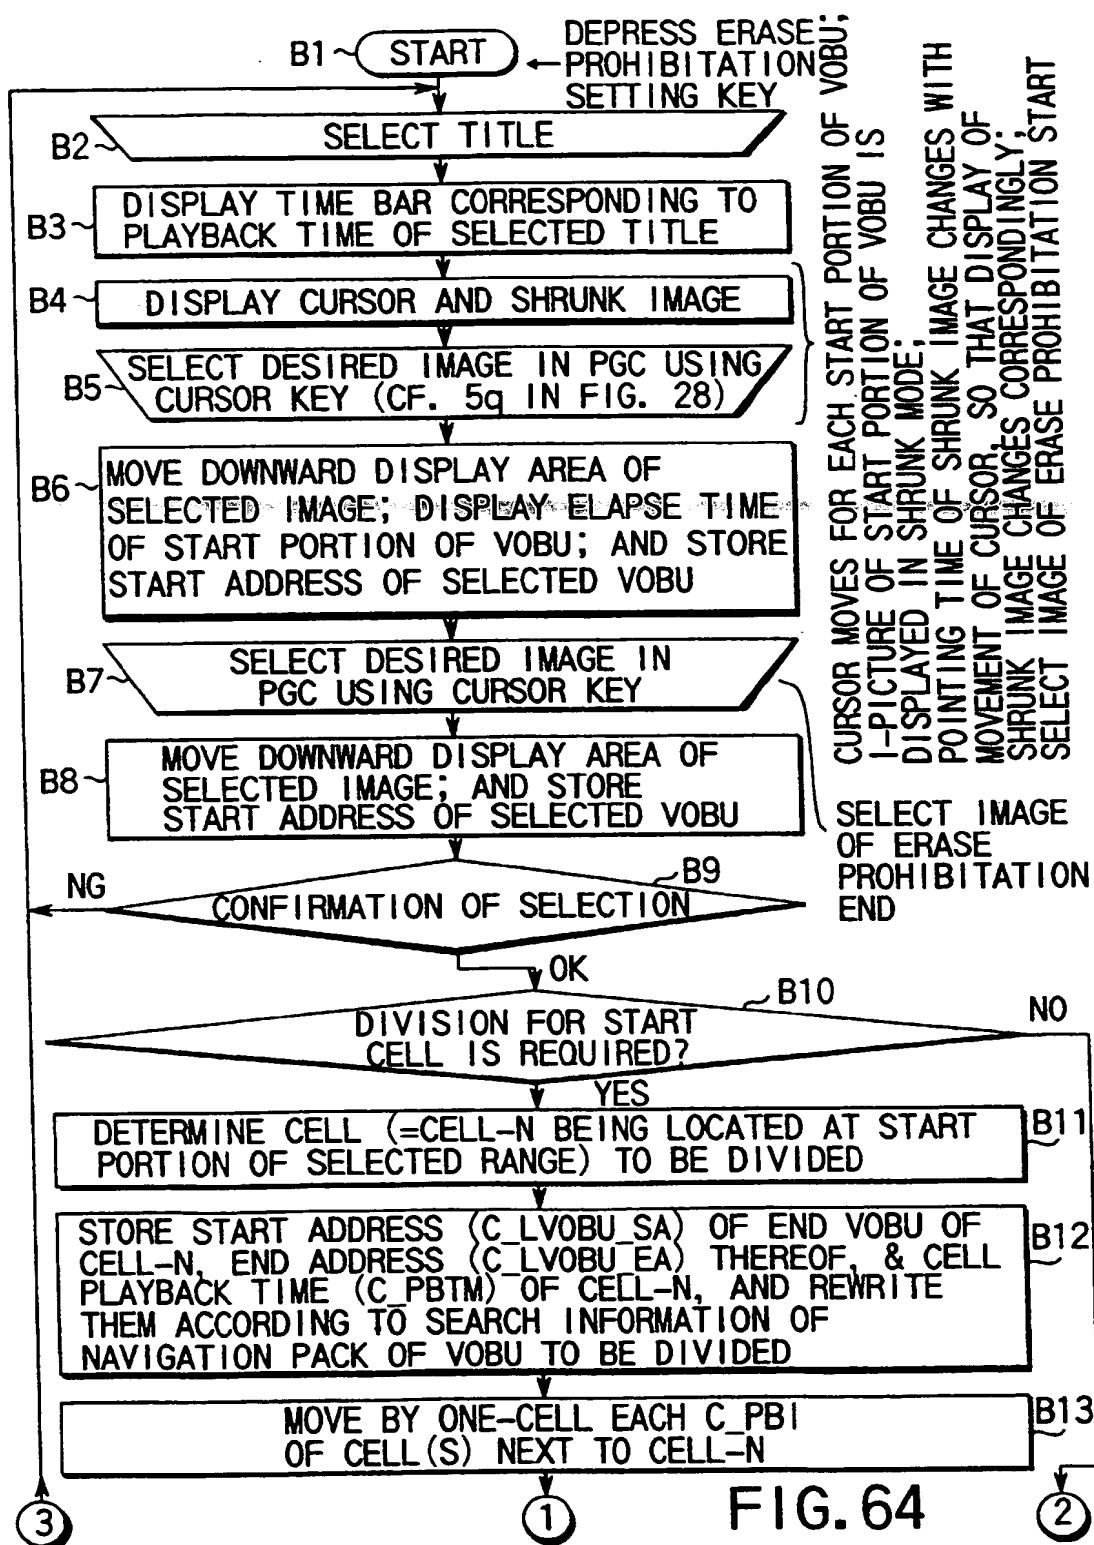 B1
START
DEPRESS ERASE
PROHIBITATION
SETTING KEY
B2
SELECT TITLE
B3
DISPLAY TIME BAR CORRESPONDING TO
PLAYBACK TIME OF SELECTED TITLE
B4
DISPLAY CURSOR AND SHRUNK IMAGE
B5
SELECT DESIRED IMAGE IN PGC USING
CURSOR KEY (CF. 5q IN FIG. 28)
CURSOR MOVES FOR EACH START PORTION OF VOBU;
I-PICTURE OF START PORTION OF VOBU IS
DISPLAYED IN SHRUNK MODE;
POINTING TIME OF SHRUNK IMAGE CHANGES WITH
MOVEMENT OF CURSOR, SO THAT DISPLAY OF
SHRUNK IMAGE CHANGES CORRESPONDINGLY;
SELECT IMAGE OF ERASE PROHIBITATION START
B6
MOVE DOWNWARD DISPLAY AREA OF
SELECTED IMAGE; DISPLAY ELAPSE TIME
OF START PORTION OF VOBU; AND STORE
START ADDRESS OF SELECTED VOBU
B7
SELECT DESIRED IMAGE IN
PGC USING CURSOR KEY
SELECT IMAGE
OF ERASE
PROHIBITATION
END
B8
MOVE DOWNWARD DISPLAY AREA OF
SELECTED IMAGE; AND STORE
START ADDRESS OF SELECTED VOBU
B9
NG
CONFIRMATION OF SELECTION
OK
B10
NO
DIVISION FOR START
CELL IS REQUIRED?
YES
B11
DETERMINE CELL (=CELL-N BEING LOCATED AT START
PORTION OF SELECTED RANGE) TO BE DIVIDED
B12
STORE START ADDRESS (C_LVOBU_SA) OF END VOBU OF
CELL-N, END ADDRESS (C_LVOBU_EA) THEREOF, & CELL
PLAYBACK TIME (C_PBTM) OF CELL-N, AND REWRITE
THEM ACCORDING TO SEARCH INFORMATION OF
NAVIGATION PACK OF VOBU TO BE DIVIDED
B13
MOVE BY ONE-CELL EACH C_PBI
OF CELL(S) NEXT TO CELL-N
3
1
FIG. 64
2